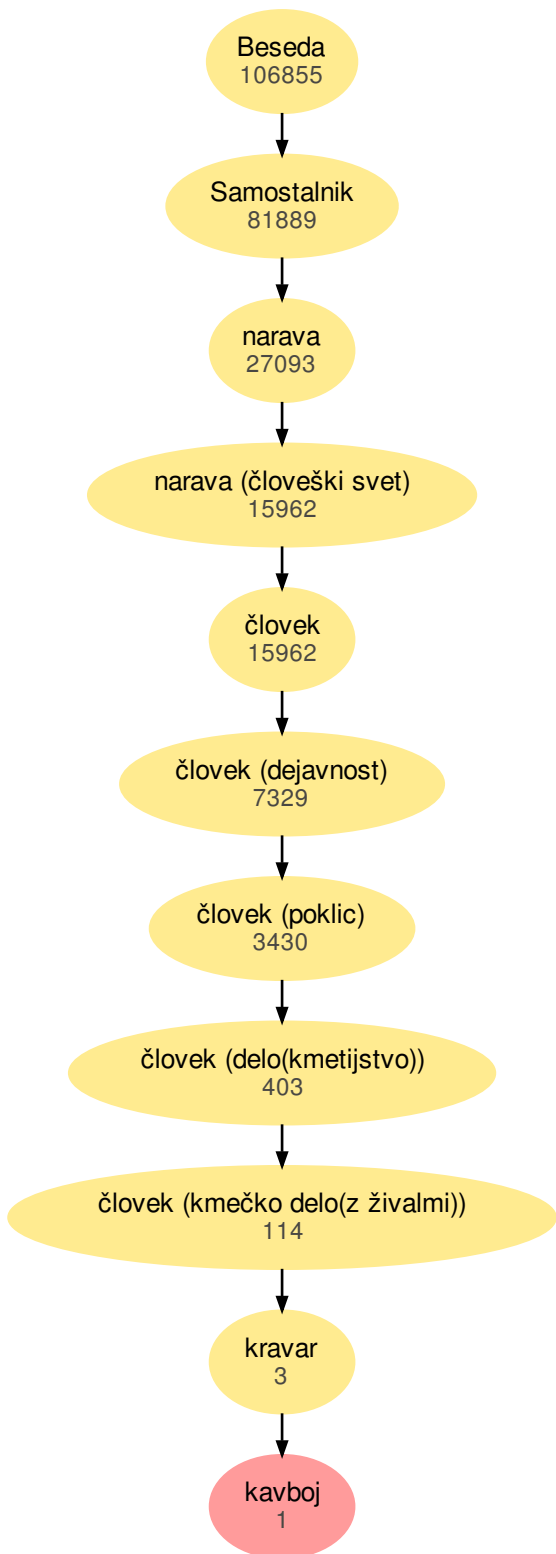 Beseda
106855
Samostalnik
81889
narava
27093
narava (človeški svet)
15962
človek
15962
človek (dejavnost)
7329
človek (poklic)
3430
človek (delo(kmetijstvo))
403
človek (kmečko delo(z živalmi))
114
kravar
3
kavboj
1